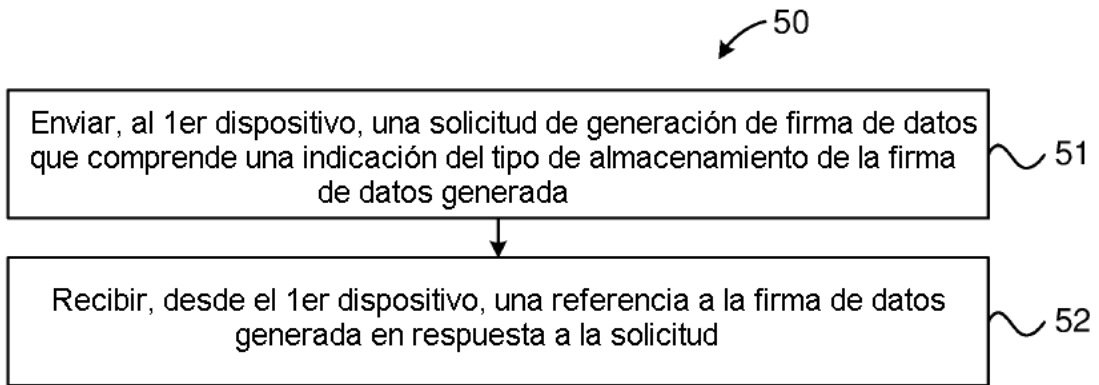 50
Enviar, al 1er dispositivo, una solicitud de generación de firma de datos
que comprende una indicación del tipo de almacenamiento de la firma
de datos generada
51
Recibir, desde el 1er dispositivo, una referencia a la firma de datos
generada en respuesta a la solicitud
52